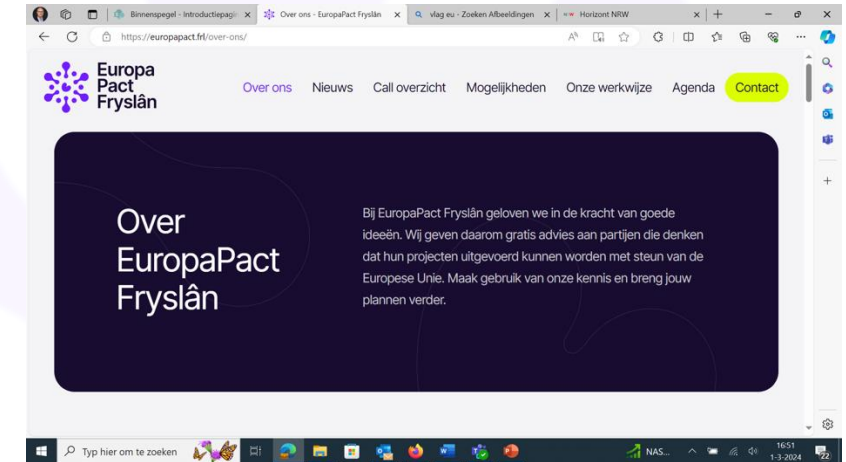 Binnenspegel - Introductiepagi
Over ons - EuropaPact Fryslân
vlag eu - Zoeken Afbeeldingen
Horizont NRW
https://europapact.frl/over-ons/
Europa
Pact
Fryslân
Over ons
Nieuws
Call overzicht
Mogelijkheden
Onze werkwijze
Agenda
Contact
Over
EuropaPact
Fryslân
Bij EuropaPact Fryslân geloven we in de kracht van goede
ideeën. Wij geven daarom gratis advies aan partijen die denken
dat hun projecten uitgevoerd kunnen worden met steun van de
Europese Unie. Maak gebruik van onze kennis en breng jouw
plannen verder.
Typ hier om te zoeken
NAS...
16:51
1-3-2024
22